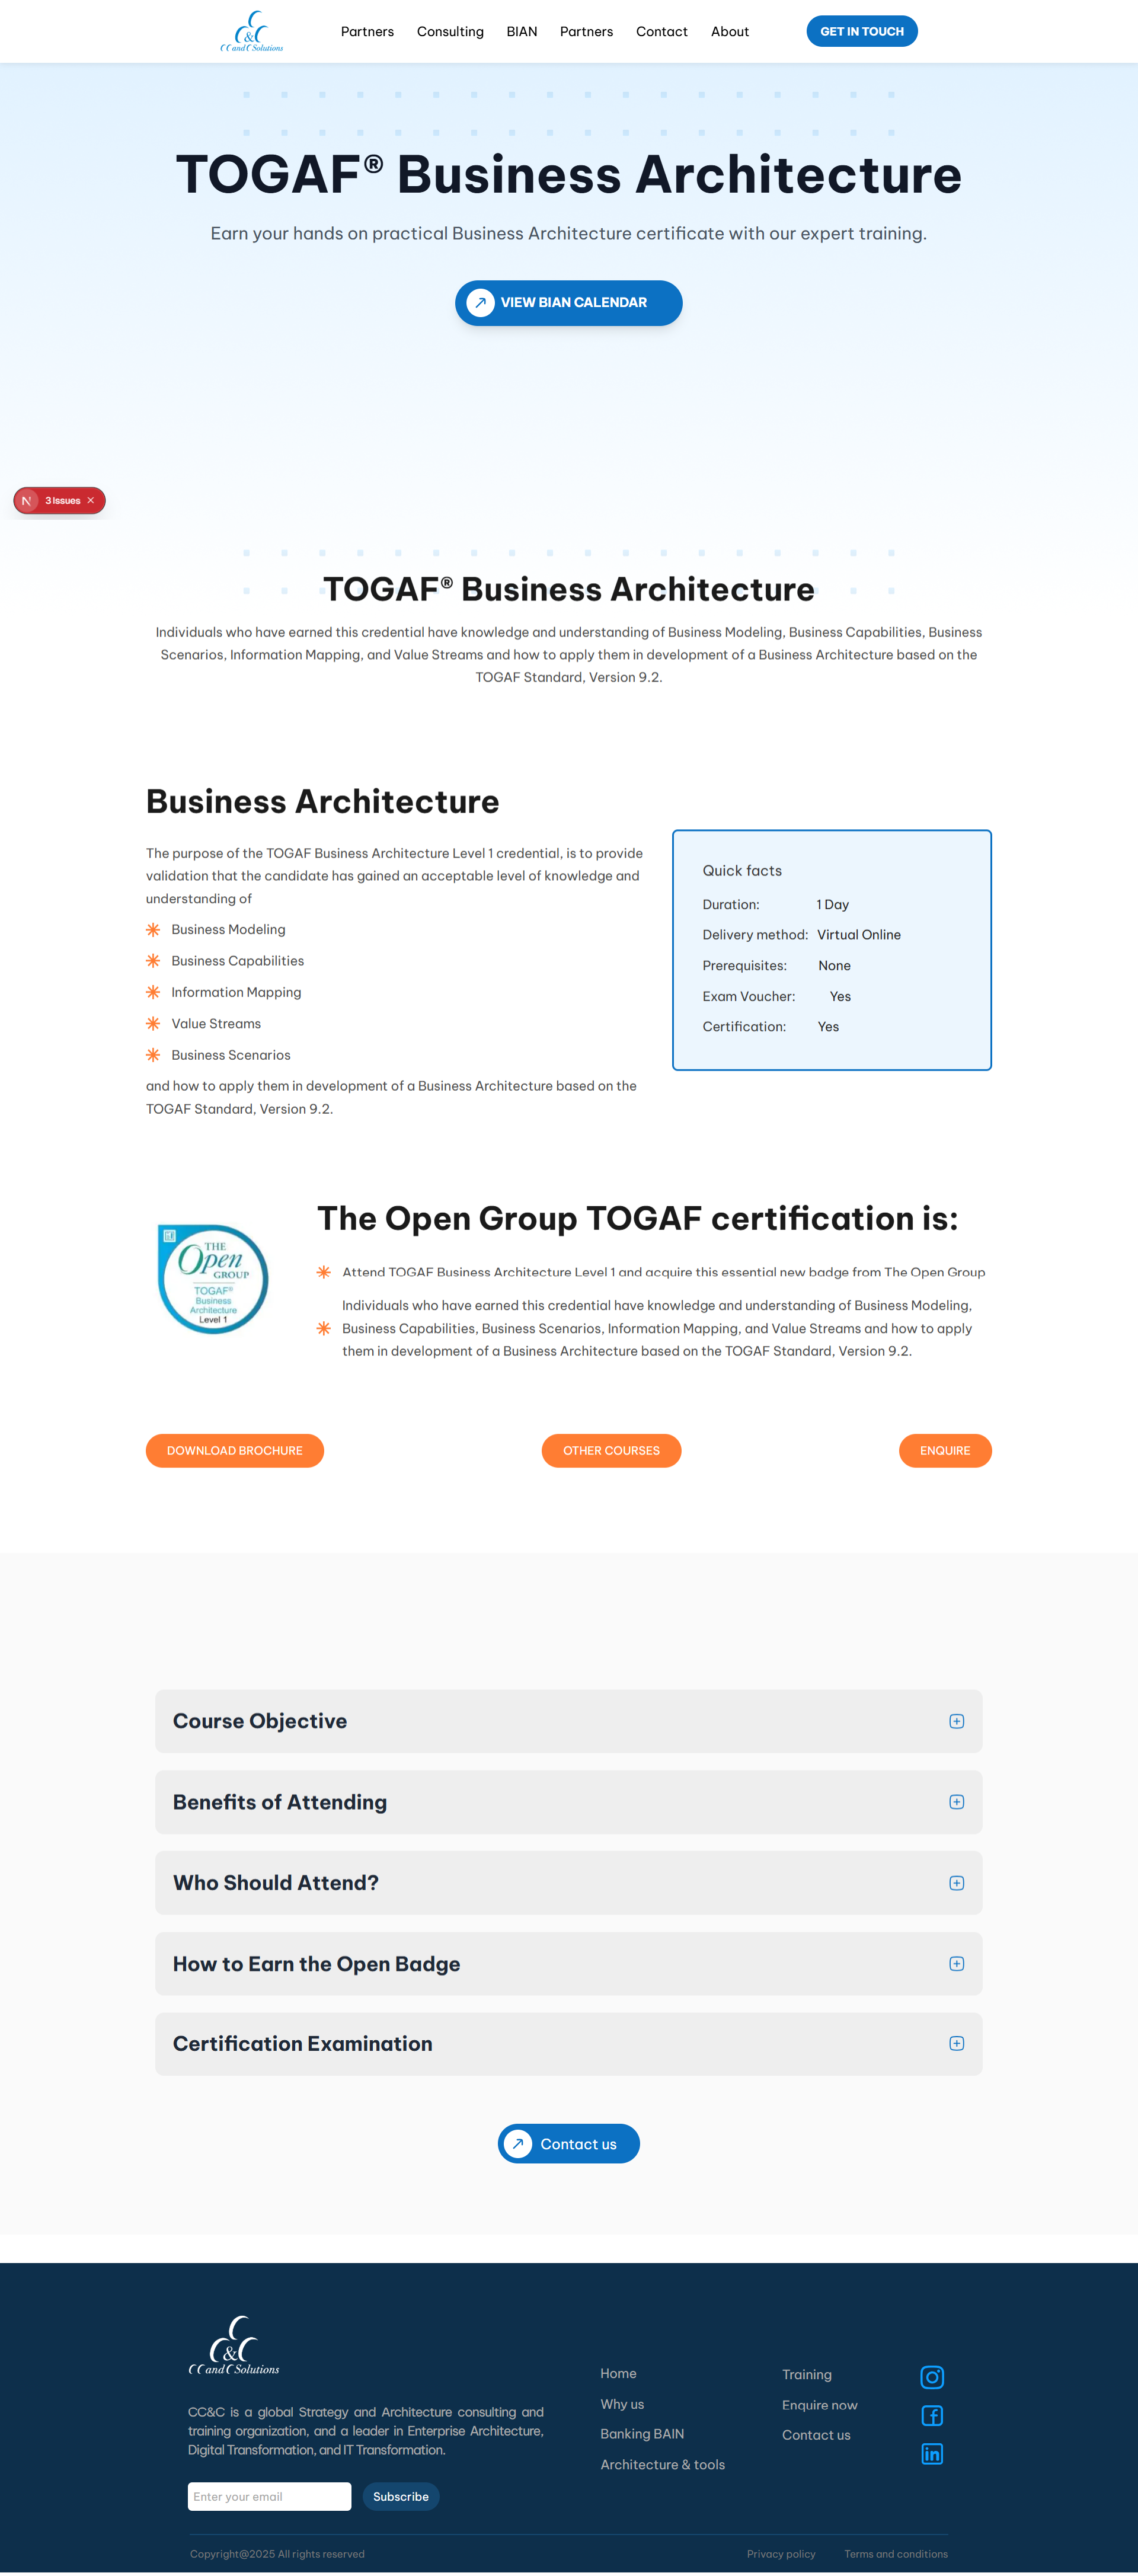 C&C
CC and C Solutions
Partners
Consulting
BIAN
Partners
Contact
About
GET IN TOUCH
TOGAF® Business Architecture
Earn your hands on practical Business Architecture certificate with our expert training.
VIEW BIAN CALENDAR
N
3 Issues
TOGAF® Business Architecture
Individuals who have earned this credential have knowledge and understanding of Business Modeling, Business Capabilities, Business
Scenarios, Information Mapping, and Value Streams and how to apply them in development of a Business Architecture based on the
TOGAF Standard, Version 9.2.
Business Architecture
The purpose of the TOGAF Business Architecture Level 1 credential, is to provide
validation that the candidate has gained an acceptable level of knowledge and
understanding of
Business Modeling
Business Capabilities
Information Mapping
Value Streams
Business Scenarios
and how to apply them in development of a Business Architecture based on the
TOGAF Standard, Version 9.2.
Quick facts
Duration: 1 Day
Delivery method: Virtual Online
Prerequisites: None
Exam Voucher: Yes
Certification: Yes
THE
Open
GROUP
TOGAF®
Business
Architecture
Level 1
The Open Group TOGAF certification is:
Attend TOGAF Business Architecture Level 1 and acquire this essential new badge from The Open Group
Individuals who have earned this credential have knowledge and understanding of Business Modeling,
Business Capabilities, Business Scenarios, Information Mapping, and Value Streams and how to apply
them in development of a Business Architecture based on the TOGAF Standard, Version 9.2.
DOWNLOAD BROCHURE
OTHER COURSES
ENQUIRE
Course Objective
Benefits of Attending
Who Should Attend?
How to Earn the Open Badge
Certification Examination
Contact us
C&C
CC and C Solutions
CC&C is a global Strategy and Architecture consulting and
training organization, and a leader in Enterprise Architecture,
Digital Transformation, and IT Transformation.
Enter your email
Subscribe
Home
Why us
Banking BAIN
Architecture & tools
Training
Enquire now
Contact us
Copyright@2025 All rights reserved
Privacy policy
Terms and conditions